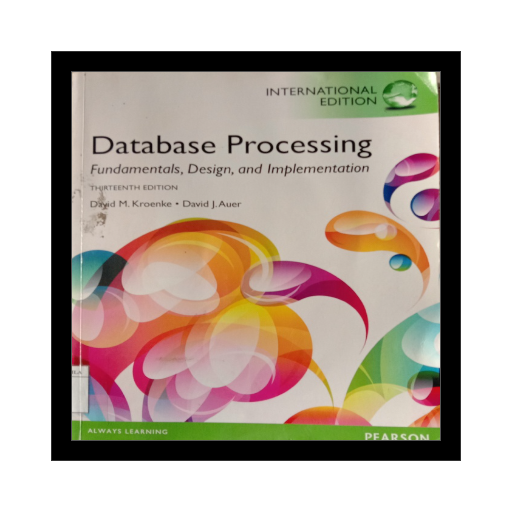 INTERNATIONAL
EDITION
Database Processing
Fundamentals, Design, and Implementation
THIRTEENTH EDITION
David M. Kroenke • David J. Auer
ALWAYS LEARNING
PEARSON